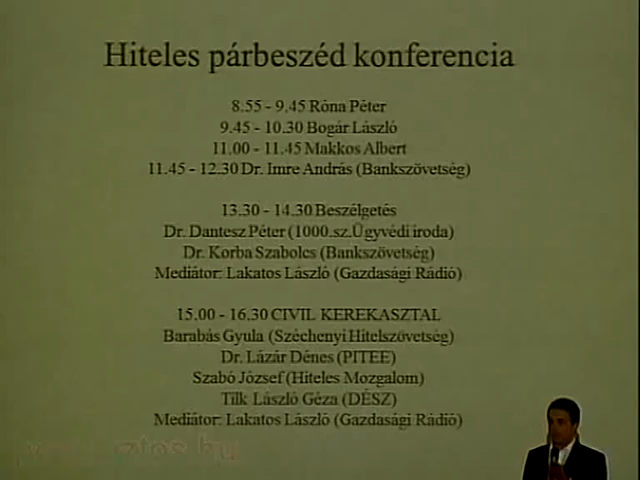 Hiteles párbeszéd konferencia
8.55 - 9.45 Róna Péter
9.45 - 10.30 Bogár László
11.00 - 11.45 Makkos Albert
11.45 - 12.30 Dr. Imre András (Bankszövetség)
13.30 - 14.30 Beszélgetés
Dr. Dantesz Péter (1000.sz.Ügyvédi iroda)
Dr. Korba Szabolcs (Bankszövetség)
Mediátor: Lakatos László (Gazdasági Rádió)
15.00 - 16.30 CIVIL KEREKASZTAL
Barabás Gyula (Széchenyi Hitelszövetség)
Dr. Lázár Dénes (PITEE)
Szabó József (Hiteles Mozgalom)
Tilk László Géza (DÉSZ)
Mediátor: Lakatos László (Gazdasági Rádió)